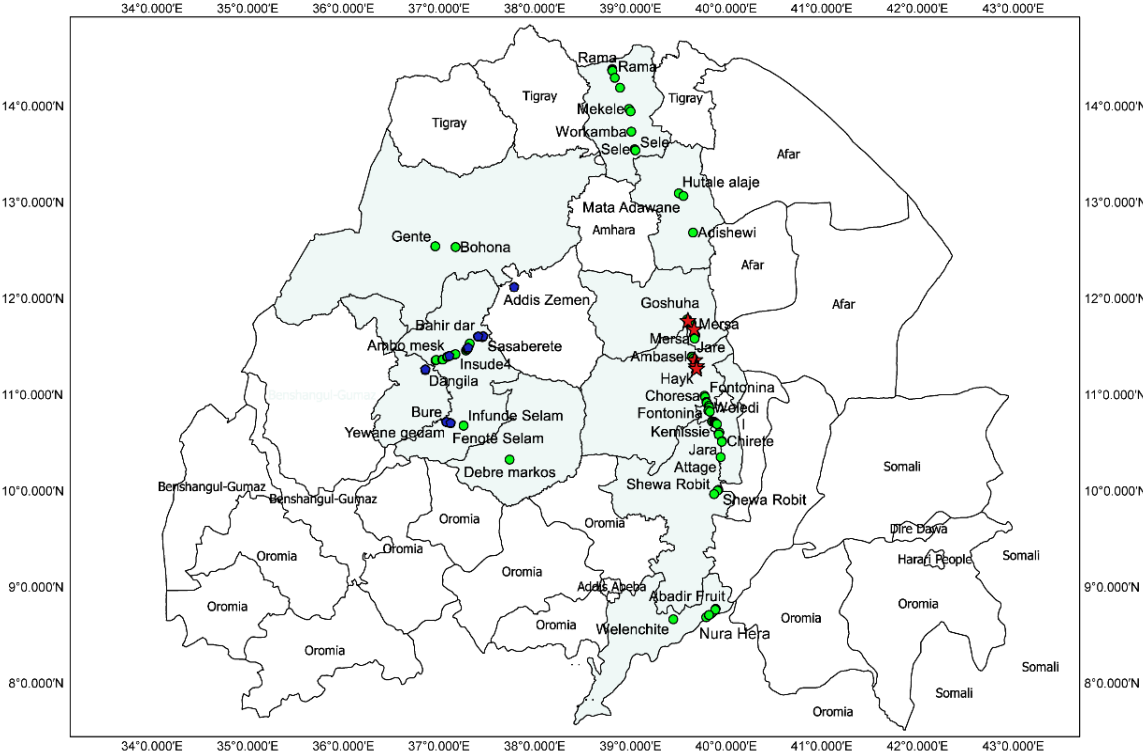 34°0.000'E 35°0.000'E 36°0.000'E 37°0.000'E 38°0.000'E 39°0.000'E 40°0.000'E 41°0.000'E 42°0.000'E 43°0.000'E
Rama
Rama
Tigray
Tigray
14°0.000'N
Mekele
14°0.000'N
Tigray
Workamba
Sele
Sele
Afar
Hutale alaje
13°0.000'N
13°0.000'N
Mata Adawane
Amhara
Adishewi
Gente
Bohona
Afar
12°0.000'N
Addis Zemen
Goshuha
Afar
12°0.000'N
Bahir dar
Mersa
Ambo mesk
Sasaberete
Mersa
Jare
Insude4
Ambasel
Dangila
Hayk
11°0.000'N
Benshangul-Gumaz
Choresa
Fontonina
11°0.000'N
Bure
Infunde Selam
Fontonina
Woledi
Yewane gedam
Fenote Selam
Kemissie
Chirete
Jara
Debre markos
Attage
Somali
Benshangul-Gumaz
Shewa Robit
10°0.000'N
Benshangul-Gumaz
Shewa Robit
10°0.000'N
Oromia
Oromia
Dire Dawa
Oromia
Oromia
Harari People
Somali
Oromia
9°0.000'N
Addis Abeba
Abadir Fruit
9°0.000'N
Oromia
Oromia
Oromia
Oromia
Welenchite
Nura Hera
Oromia
Somali
8°0.000'N
Somali
8°0.000'N
Oromia
34°0.000'E 35°0.000'E 36°0.000'E 37°0.000'E 38°0.000'E 39°0.000'E 40°0.000'E 41°0.000'E 42°0.000'E 43°0.000'E